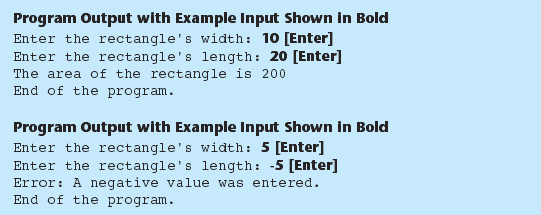 Program Output with Example Input Shown in Bold
Enter the rectangle's width: 10 [Enter]
Enter the rectangle's length: 20 [Enter]
The area of the rectangle is 200
End of the program.
Program Output with Example Input Shown in Bold
Enter the rectangle's width: 5 [Enter]
Enter the rectangle's length: -5 [Enter]
Error: A negative value was entered.
End of the program.